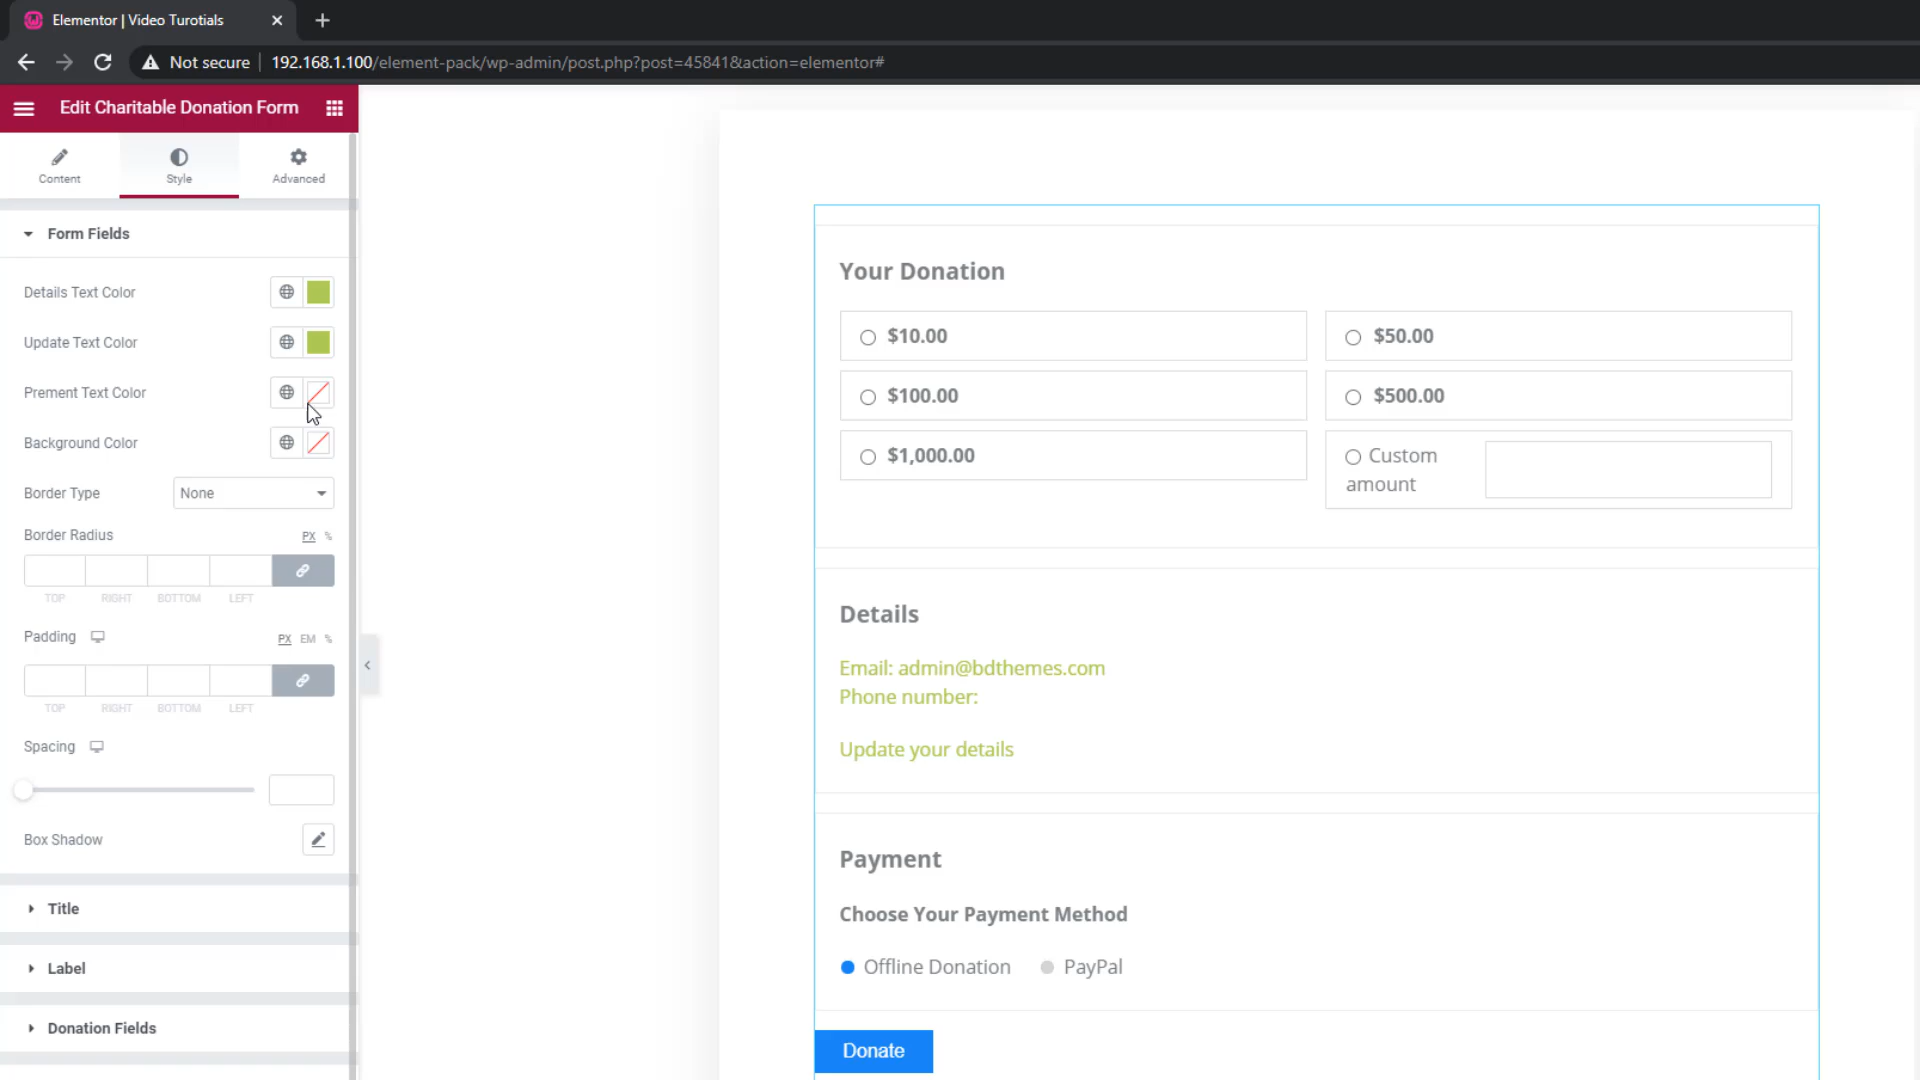 Elementor | Video Turotials
Not secure
192.168.1.100/element-pack/wp-admin/post.php?post=45841&action=elementor#
Edit Charitable Donation Form
Content
Style
Advanced
Form Fields
Details Text Color
Update Text Color
Prement Text Color
Background Color
Border Type
None
Border Radius
PX %
TOP RIGHT BOTTOM LEFT
Padding
PX EM %
TOP RIGHT BOTTOM LEFT
Spacing
Box Shadow
Title
Label
Donation Fields
Your Donation
$10.00
$50.00
$100.00
$500.00
$1,000.00
Custom
amount
Details
Email: admin@bdthemes.com
Phone number:
Update your details
Payment
Choose Your Payment Method
Offline Donation
PayPal
Donate